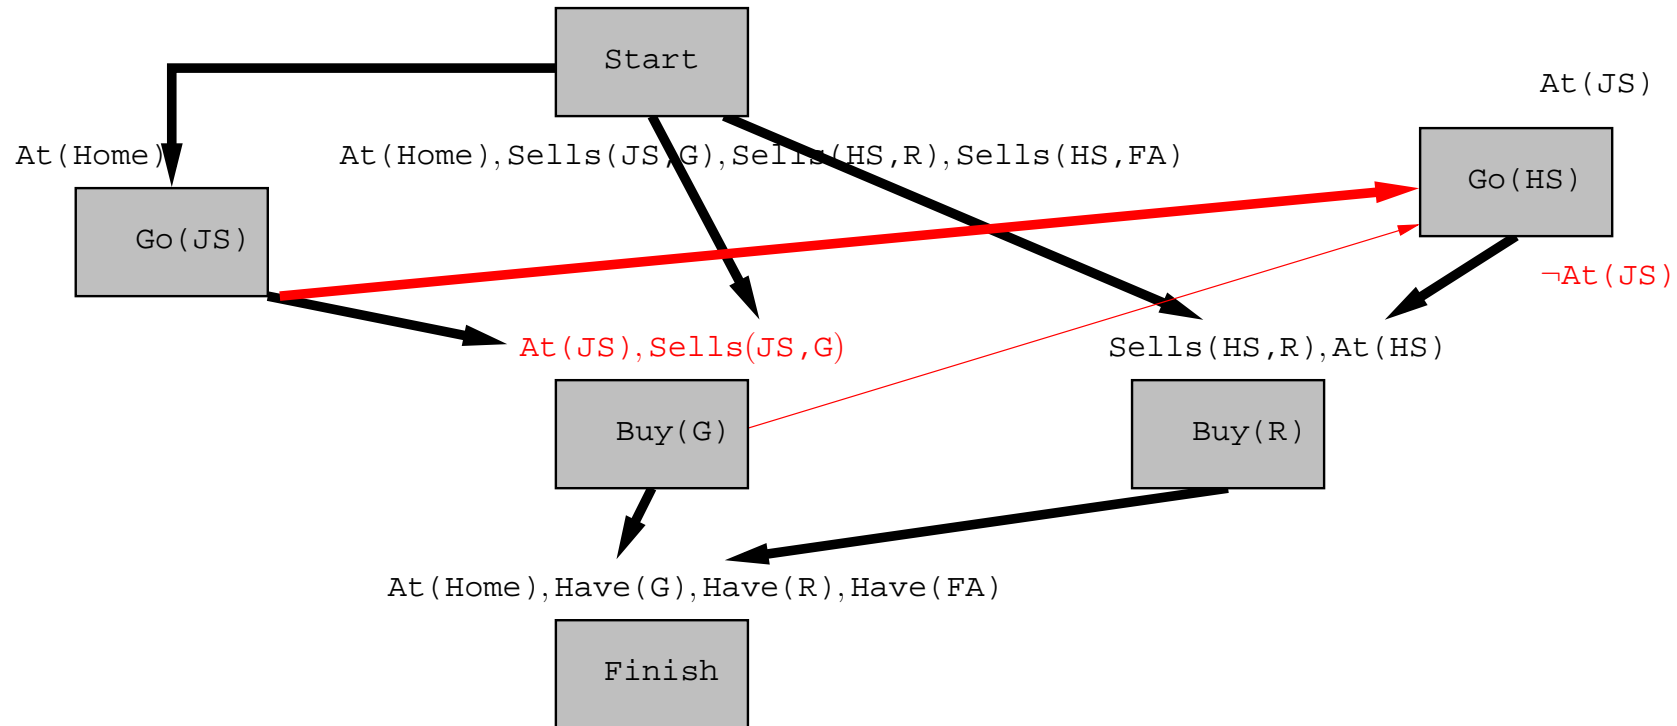 Start
At(JS)
At(Home)
At(Home),Sells(JS,G),Sells(HS,R),Sells(HS,FA)
Go(HS)
Go(JS)
¬At(JS)
At(JS),Sells(JS,G)
Sells(HS,R),At(HS)
Buy(G)
Buy(R)
At(Home),Have(G),Have(R),Have(FA)
Finish